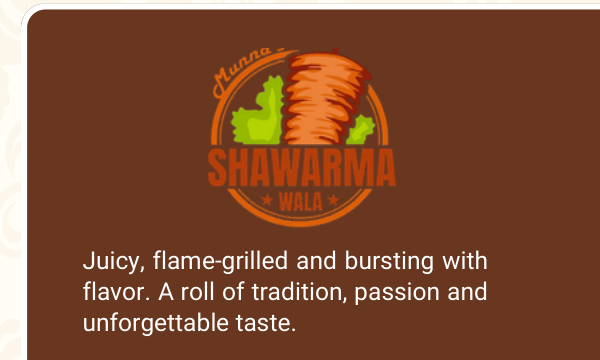 Munna's
SHAWARMA
WALA
Juicy, flame-grilled and bursting with
flavor. A roll of tradition, passion and
unforgettable taste.